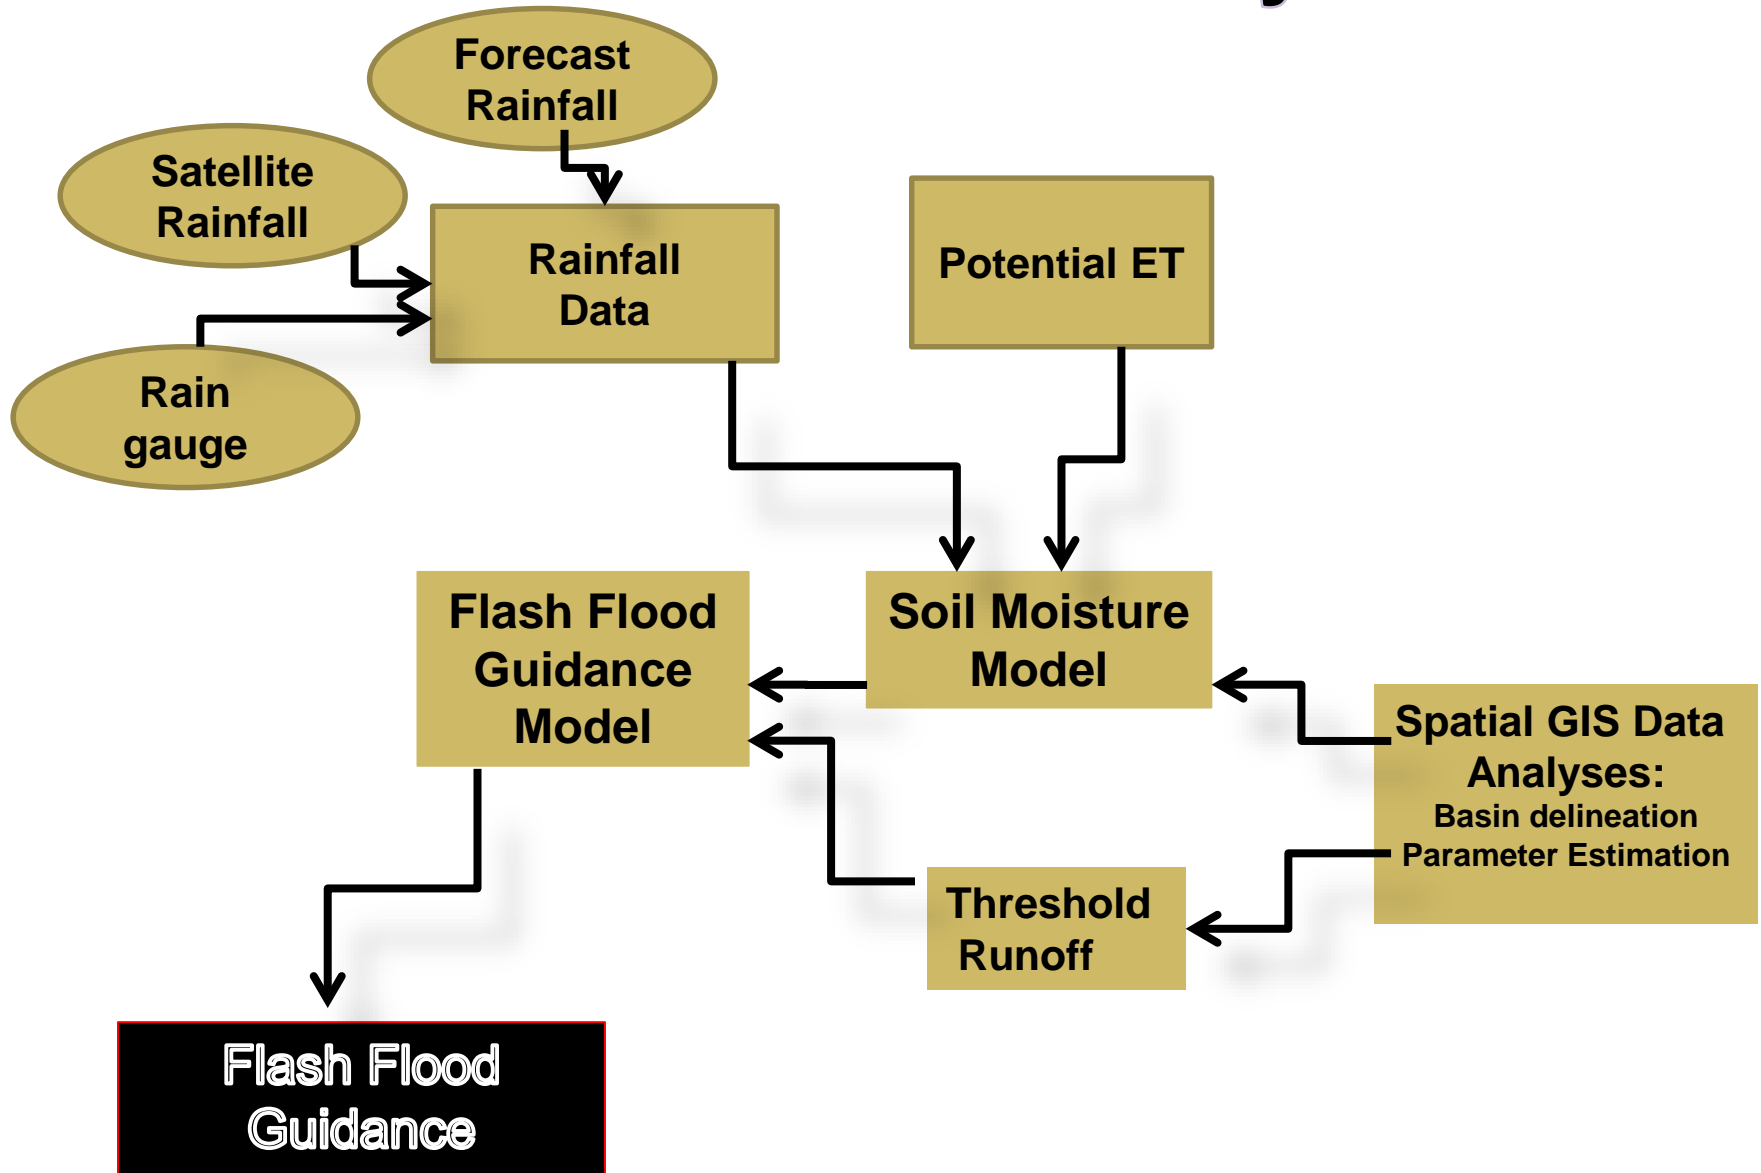 Forecast
Rainfall
Satellite
Rainfall
Rainfall
Data
Potential ET
Rain
gauge
Flash Flood
Guidance
Model
Soil Moisture
Model
Spatial GIS Data
Analyses:
Basin delineation
Parameter Estimation
Threshold
Runoff
Flash Flood
Guidance